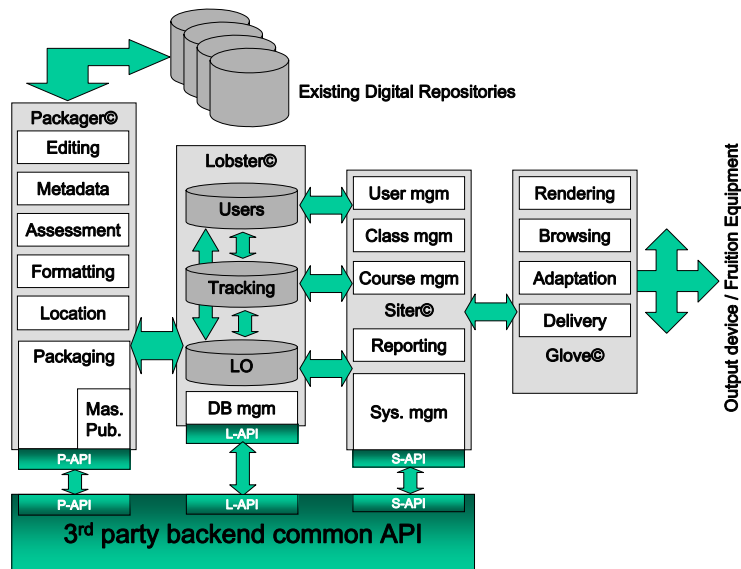 Existing Digital Repositories
Packager©
Editing
Metadata
Assessment
Formatting
Location
Packaging
Mas.
Pub.
P-API
Lobster©
Users
Tracking
LO
DB mgm
L-API
User mgm
Class mgm
Course mgm
Siter©
Reporting
Sys. mgm
S-API
Rendering
Browsing
Adaptation
Delivery
Glove©
Output device / Fruition Equipment
P-API
L-API
S-API
3rd party backend common API